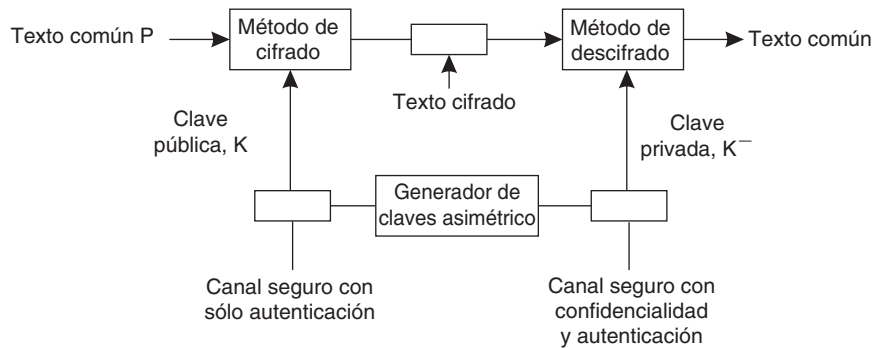 Texto común P
Método de
cifrado
Método de
descifrado
Texto común
Texto cifrado
Clave
pública, K
Clave
privada, K¯
Generador de
claves asimétrico
Canal seguro con
sólo autenticación
Canal seguro con
confidencialidad
y autenticación